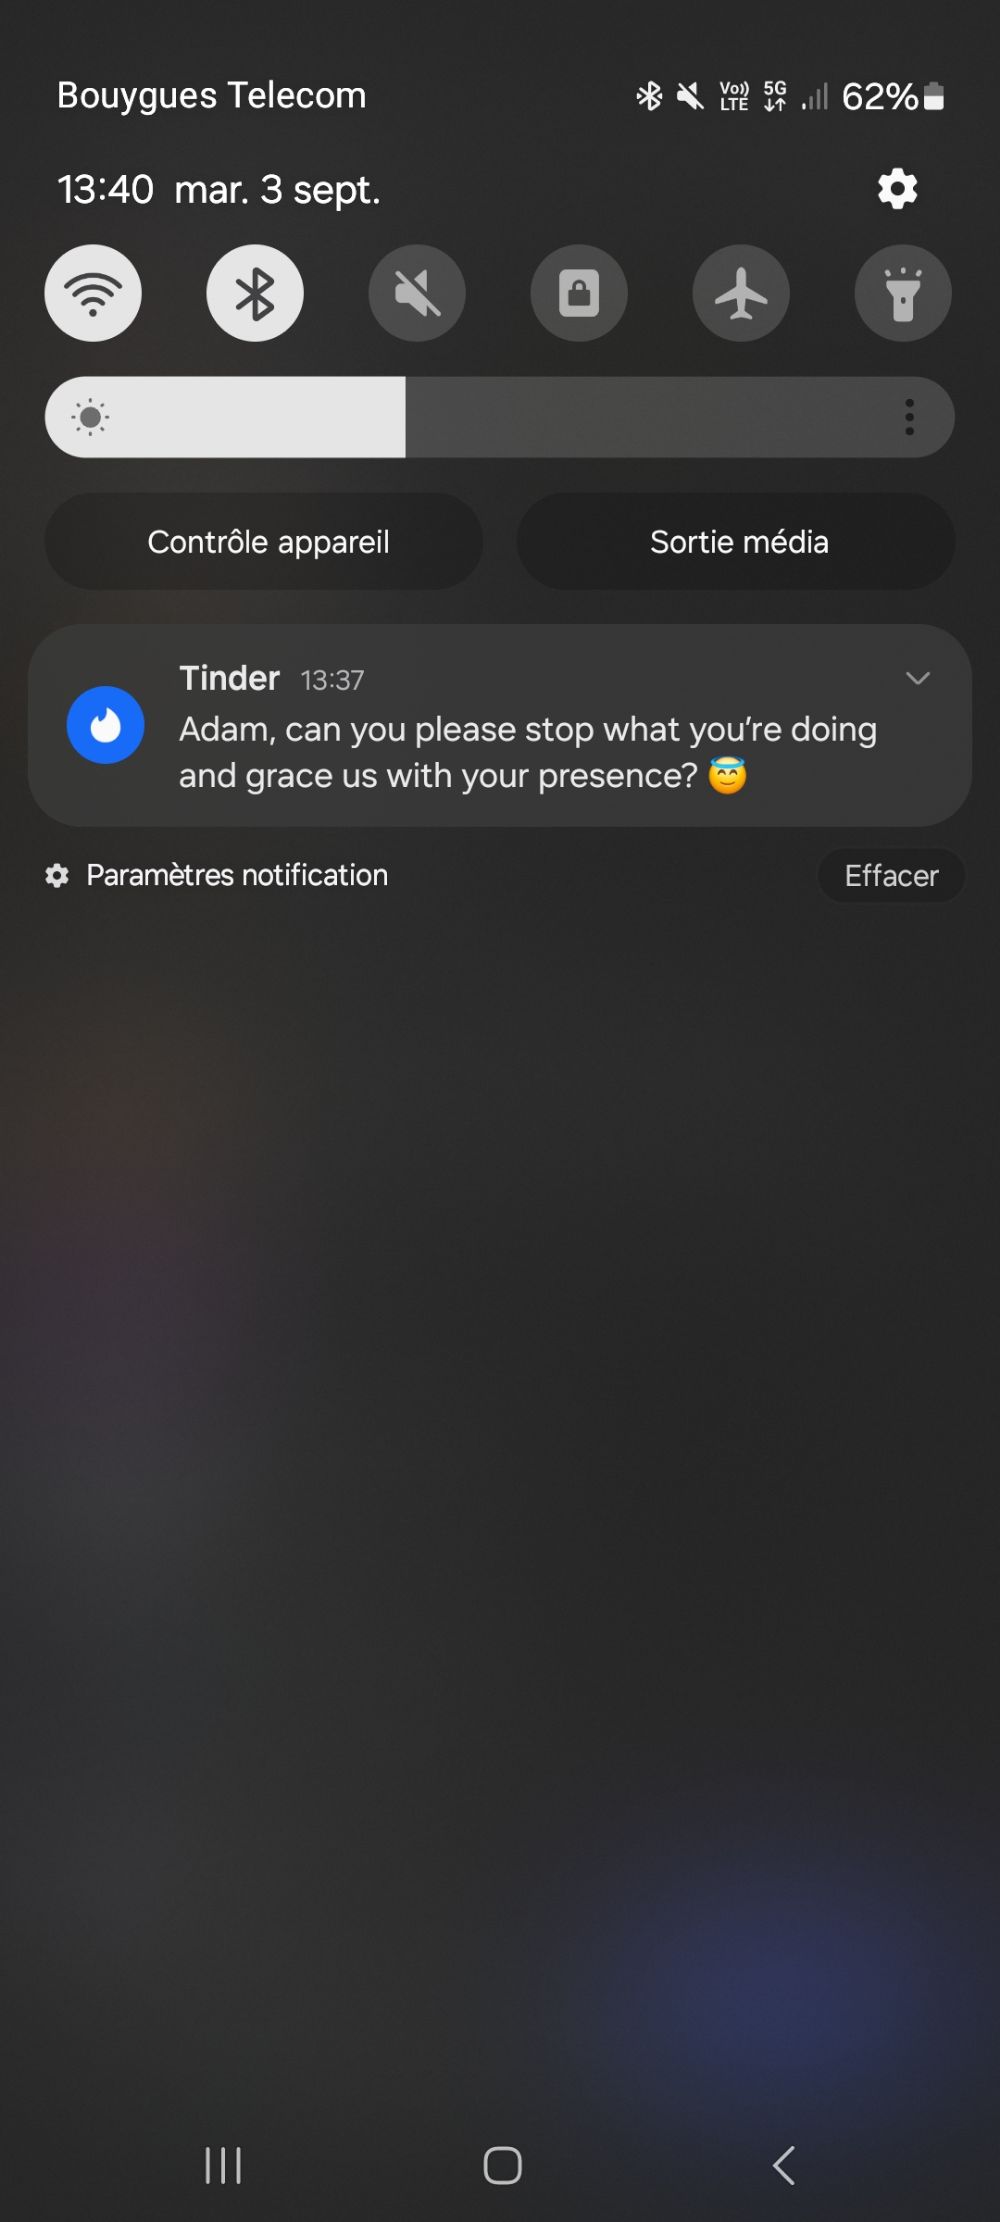 Bouygues Telecom
Vo)) LTE 5G 62%
13:40 mar. 3 sept.
Contrôle appareil
Sortie média
Tinder 13:37
Adam, can you please stop what you’re doing
and grace us with your presence? 😇
Paramètres notification
Effacer